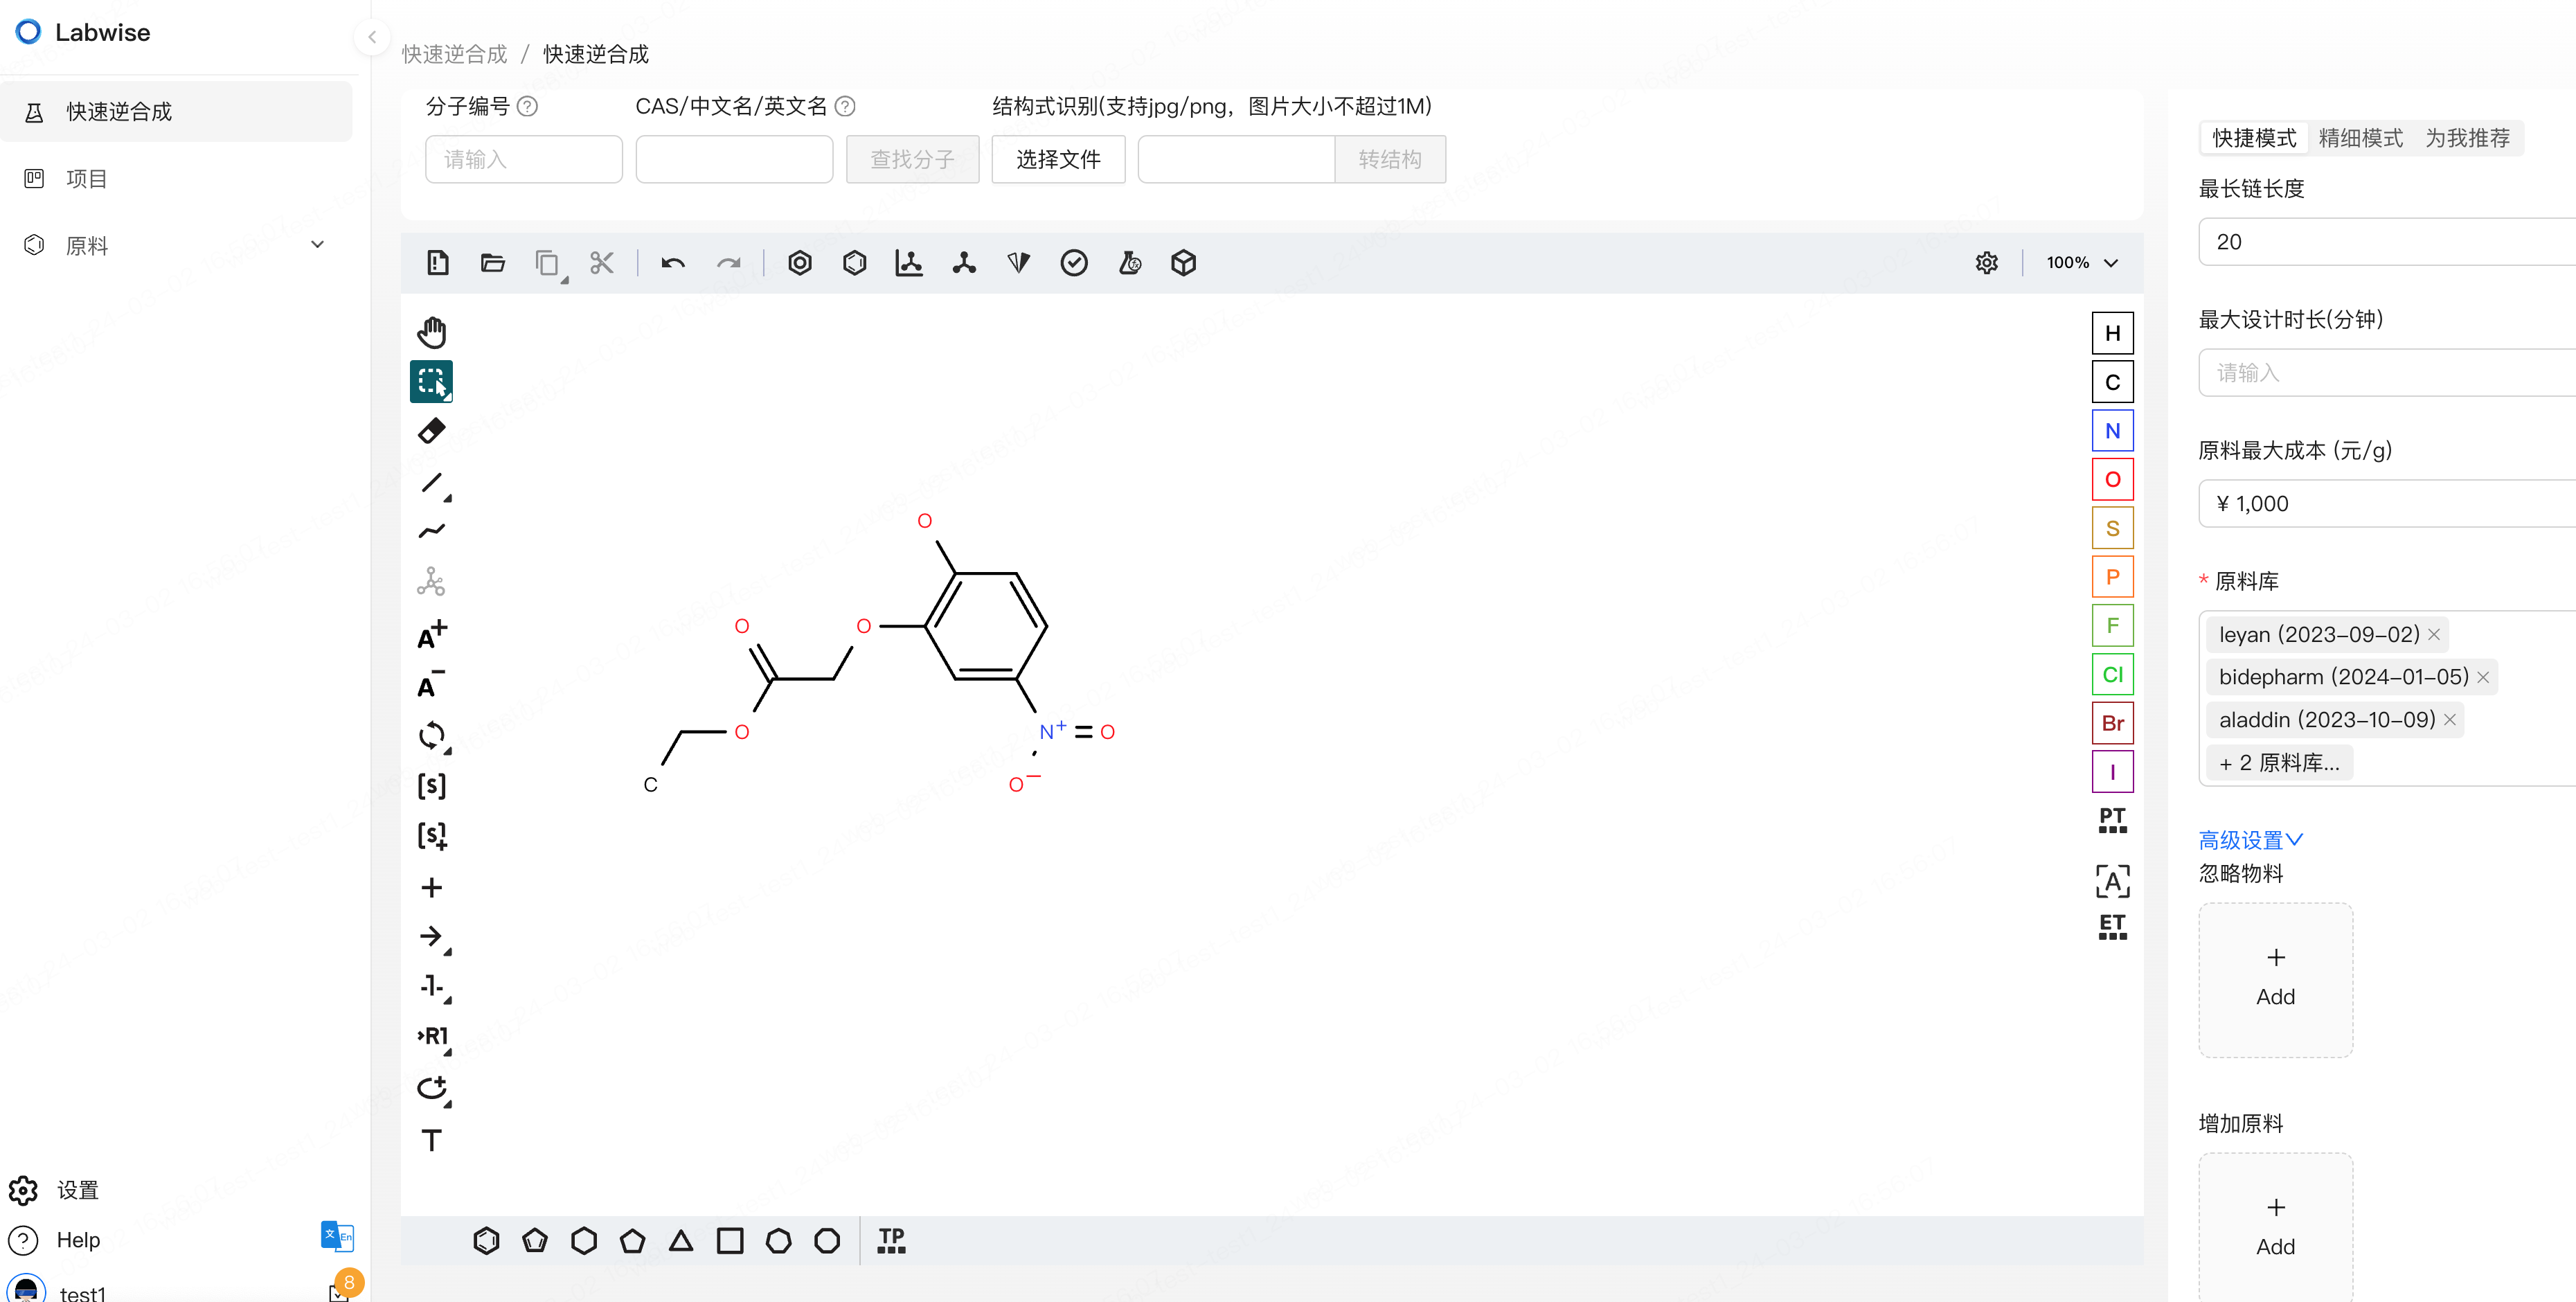 Labwise
快速逆合成
项目
原料
设置
Help
文 En
test1
8
快速逆合成 / 快速逆合成
分子编号
CAS/中文名/英文名
结构式识别(支持jpg/png，图片大小不超过1M)
请输入
查找分子
选择文件
转结构
100%
A+
A-
[S]
[S]+
-1-
>R1
T
O
O
O
O
C
N+ = O
O-
H
C
N
O
S
P
F
Cl
Br
I
PT
[A]
ET
TP
快捷模式 精细模式 为我推荐
最长链长度
20
最大设计时长(分钟)
请输入
原料最大成本 (元/g)
¥ 1,000
* 原料库
leyan (2023-09-02) ×
bidepharm (2024-01-05) ×
aladdin (2023-10-09) ×
+ 2 原料库...
高级设置
忽略物料
+
Add
增加原料
+
Add